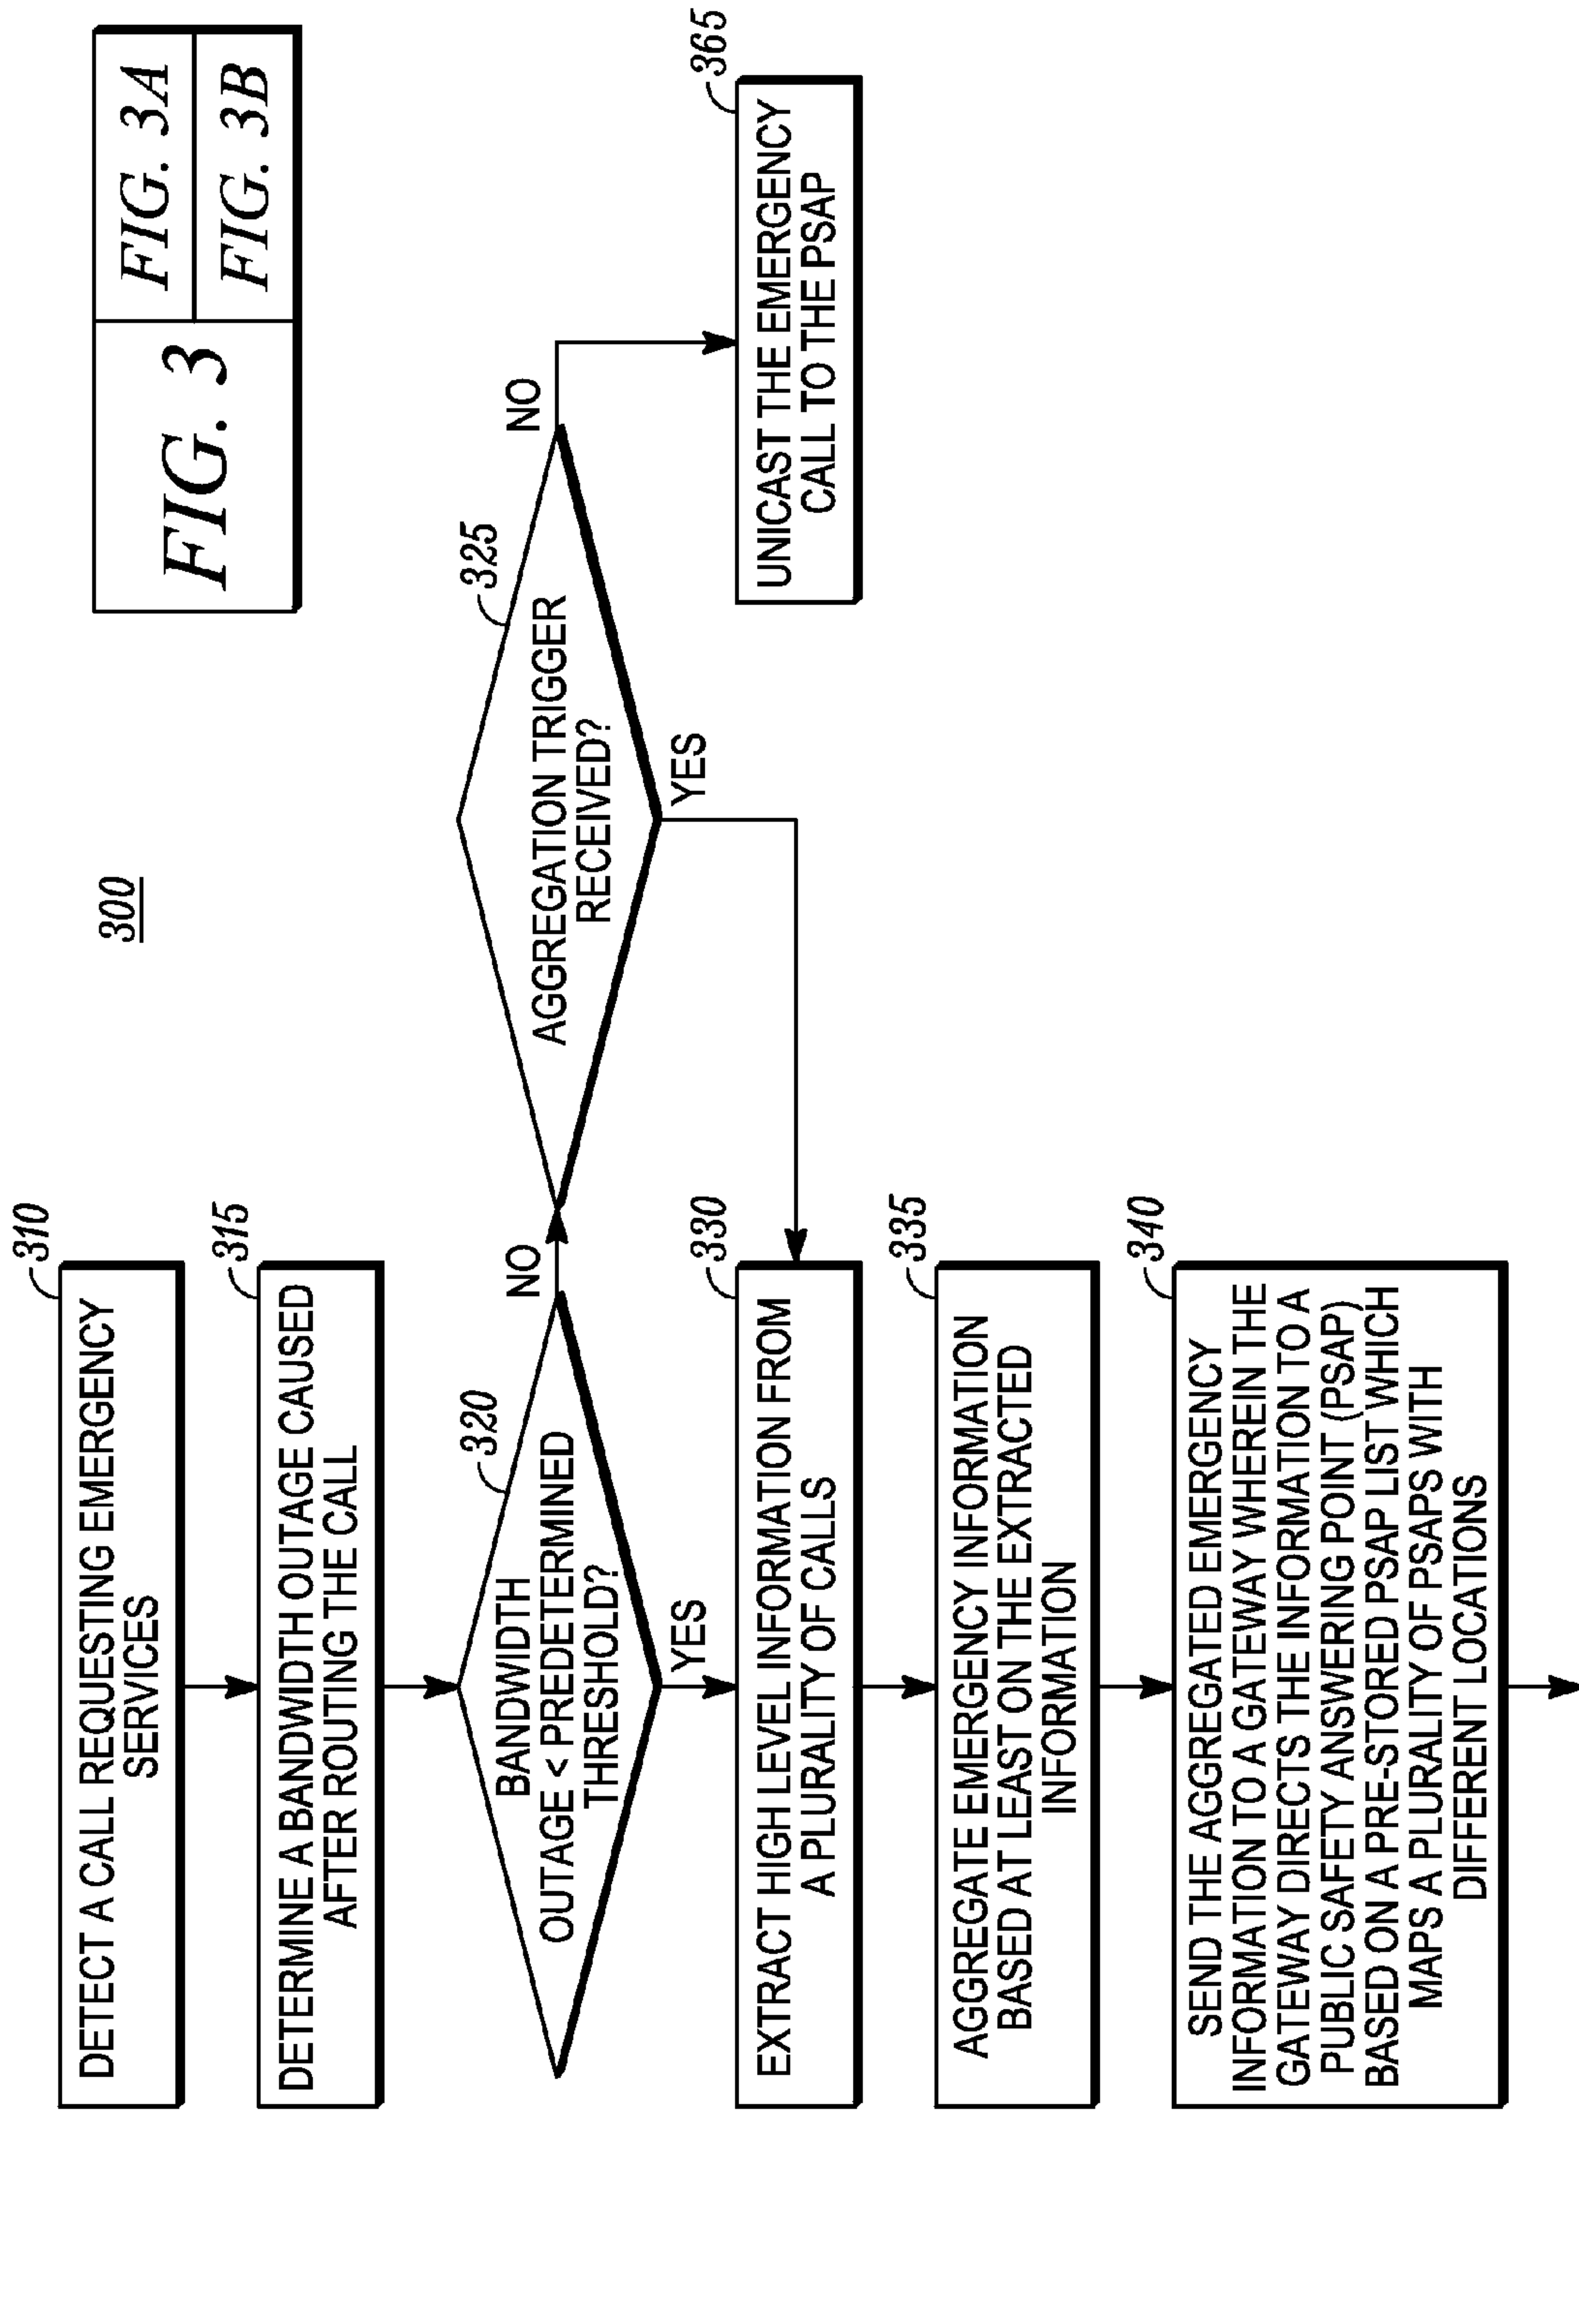 300
FIG. 3
FIG. 3A
FIG. 3B
310
DETECT A CALL REQUESTING EMERGENCY
SERVICES
315
DETERMINE A BANDWIDTH OUTAGE CAUSED
AFTER ROUTING THE CALL
320
BANDWIDTH
OUTAGE < PREDETERMINED
THRESHOLD?
NO
YES
325
AGGREGATION TRIGGER
RECEIVED?
NO
YES
330
EXTRACT HIGH LEVEL INFORMATION FROM
A PLURALITY OF CALLS
365
UNICAST THE EMERGENCY
CALL TO THE PSAP
335
AGGREGATE EMERGENCY INFORMATION
BASED AT LEAST ON THE EXTRACTED
INFORMATION
340
SEND THE AGGREGATED EMERGENCY
INFORMATION TO A GATEWAY WHEREIN THE
GATEWAY DIRECTS THE INFORMATION TO A
PUBLIC SAFETY ANSWERING POINT (PSAP)
BASED ON A PRE-STORED PSAP LIST WHICH
MAPS A PLURALITY OF PSAPS WITH
DIFFERENT LOCATIONS